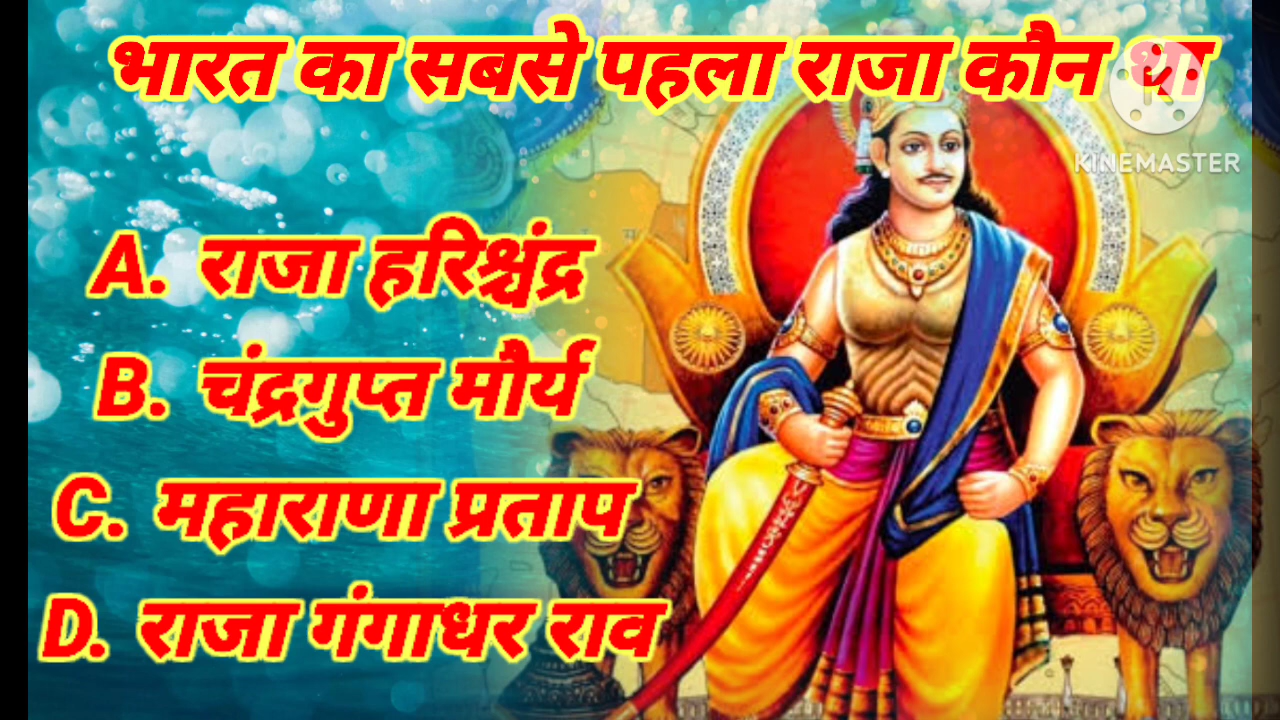 भारत का सबसे पहला राजा कौन था
KINEMASTER
A. राजा हरिश्चंद्र
B. चंद्रगुप्त मौर्य
C. महाराणा प्रताप
D. राजा गंगाधर राव